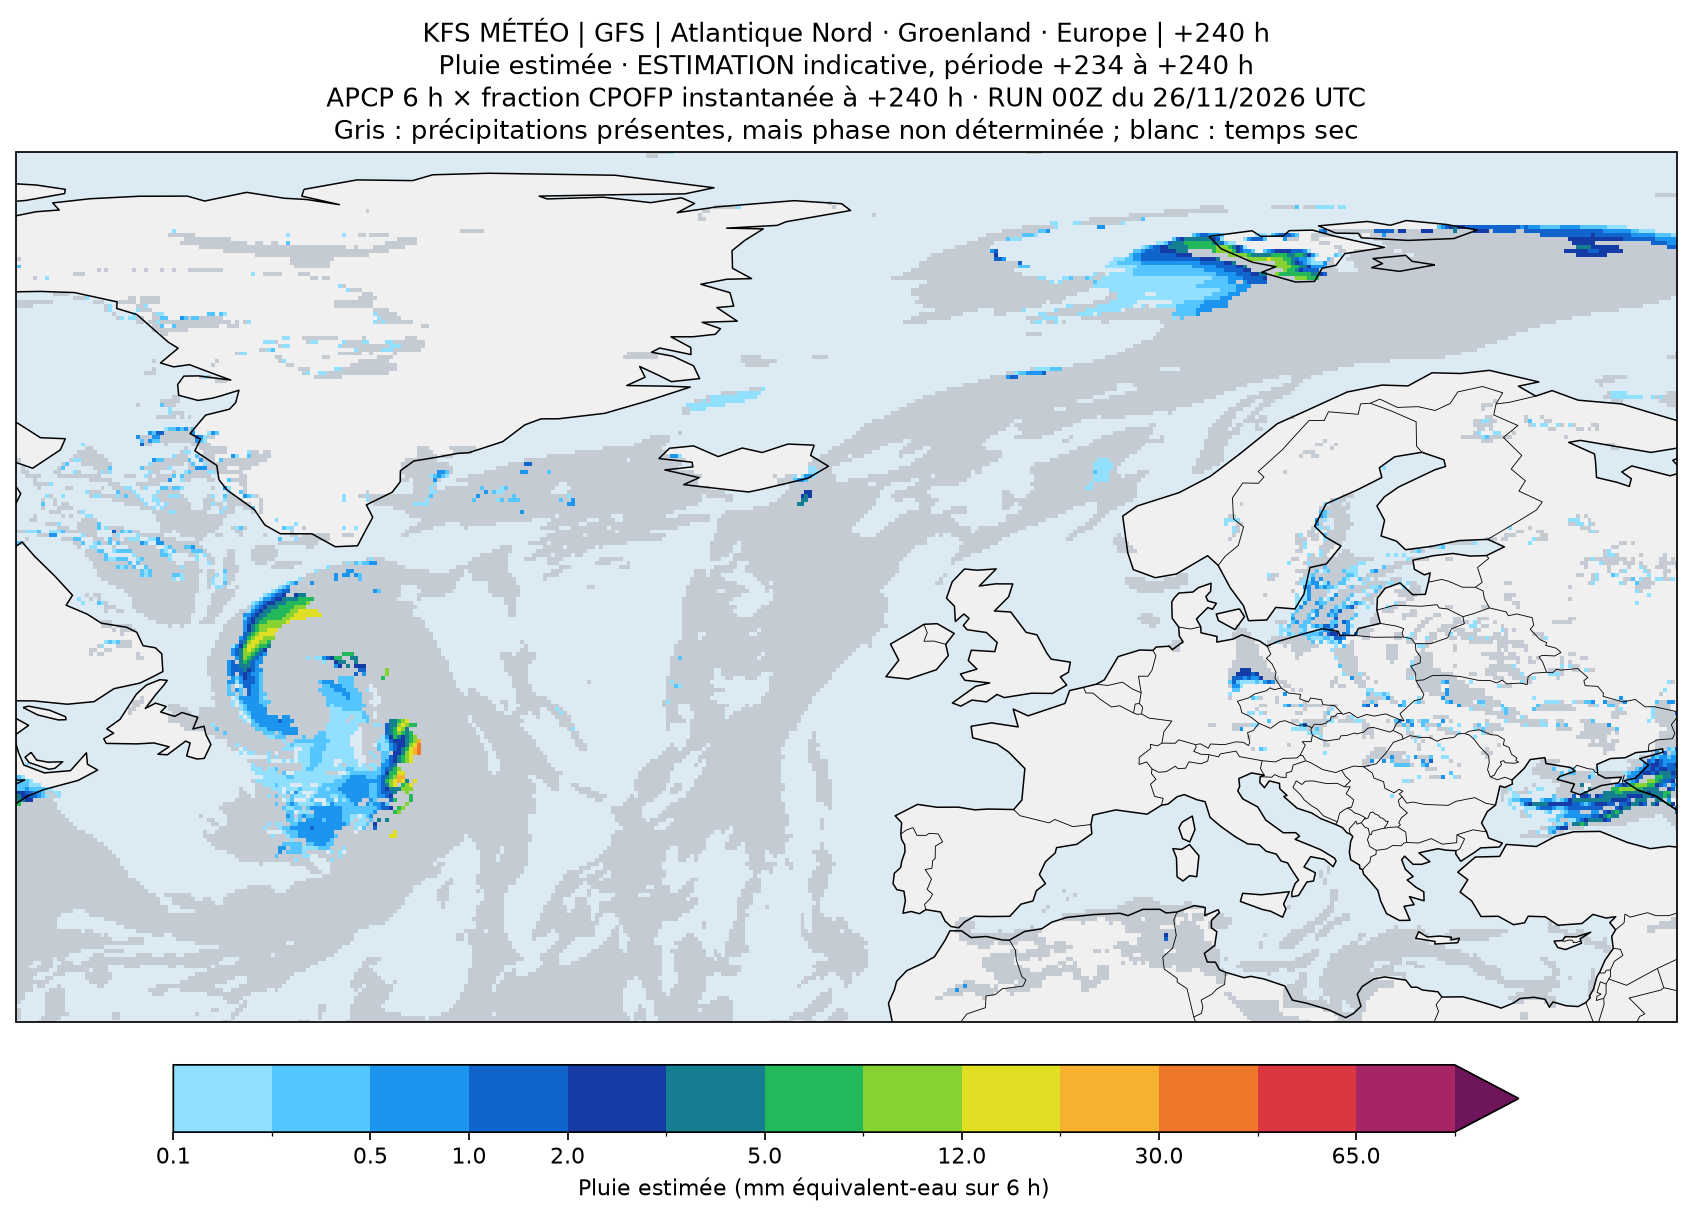 KFS MÉTÉO | GFS | Atlantique Nord · Groenland · Europe | +240 h
Pluie estimée · ESTIMATION indicative, période +234 à +240 h
APCP 6 h × fraction CPOFP instantanée à +240 h · RUN 00Z du 26/11/2026 UTC
Gris : précipitations présentes, mais phase non déterminée ; blanc : temps sec
0.1 0.5 1.0 2.0 5.0 12.0 30.0 65.0
Pluie estimée (mm équivalent-eau sur 6 h)